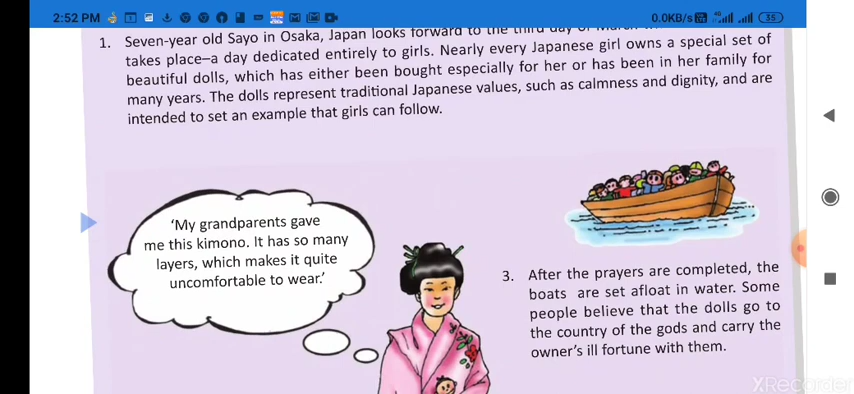 2:52 PM
0.0KB/s
4G
35
1. Seven-year old Sayo in Osaka, Japan looks forward to the third day of March
takes place–a day dedicated entirely to girls. Nearly every Japanese girl owns a special set of
beautiful dolls, which has either been bought especially for her or has been in her family for
many years. The dolls represent traditional Japanese values, such as calmness and dignity, and are
intended to set an example that girls can follow.
‘My grandparents gave
me this kimono. It has so many
layers, which makes it quite
uncomfortable to wear.’
3. After the prayers are completed, the
boats are set afloat in water. Some
people believe that the dolls go to
the country of the gods and carry the
owner’s ill fortune with them.
XRecorder